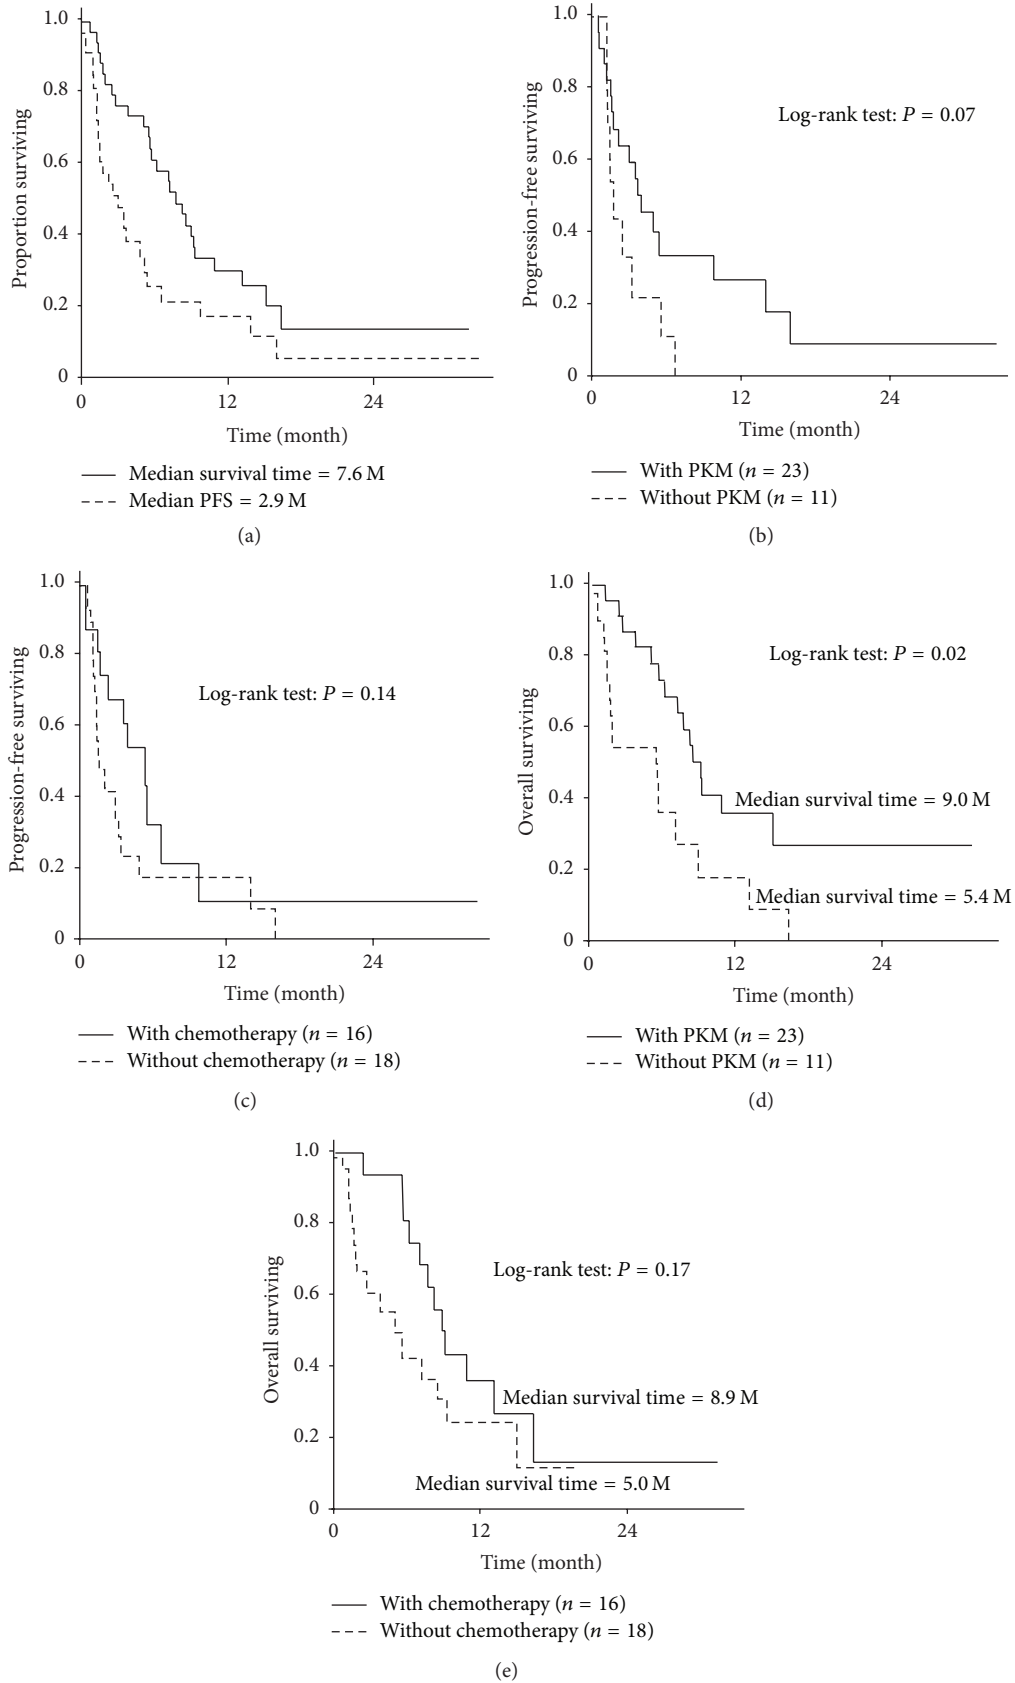 1.0
0.8
0.6
0.4
0.2
0
Proportion surviving
0
12
24
Time (month)
Median survival time = 7.6 M
Median PFS = 2.9 M
(a)
1.0
0.8
0.6
0.4
0.2
0
Progression-free surviving
Log-rank test: P = 0.07
0
12
24
Time (month)
With PKM (n = 23)
Without PKM (n = 11)
(b)
1.0
0.8
0.6
0.4
0.2
0
Progression-free surviving
Log-rank test: P = 0.14
0
12
24
Time (month)
With chemotherapy (n = 16)
Without chemotherapy (n = 18)
(c)
1.0
0.8
0.6
0.4
0.2
0
Overall surviving
Log-rank test: P = 0.02
Median survival time = 9.0 M
Median survival time = 5.4 M
0
12
24
Time (month)
With PKM (n = 23)
Without PKM (n = 11)
(d)
1.0
0.8
0.6
0.4
0.2
0
Overall surviving
Log-rank test: P = 0.17
Median survival time = 8.9 M
Median survival time = 5.0 M
0
12
24
Time (month)
With chemotherapy (n = 16)
Without chemotherapy (n = 18)
(e)